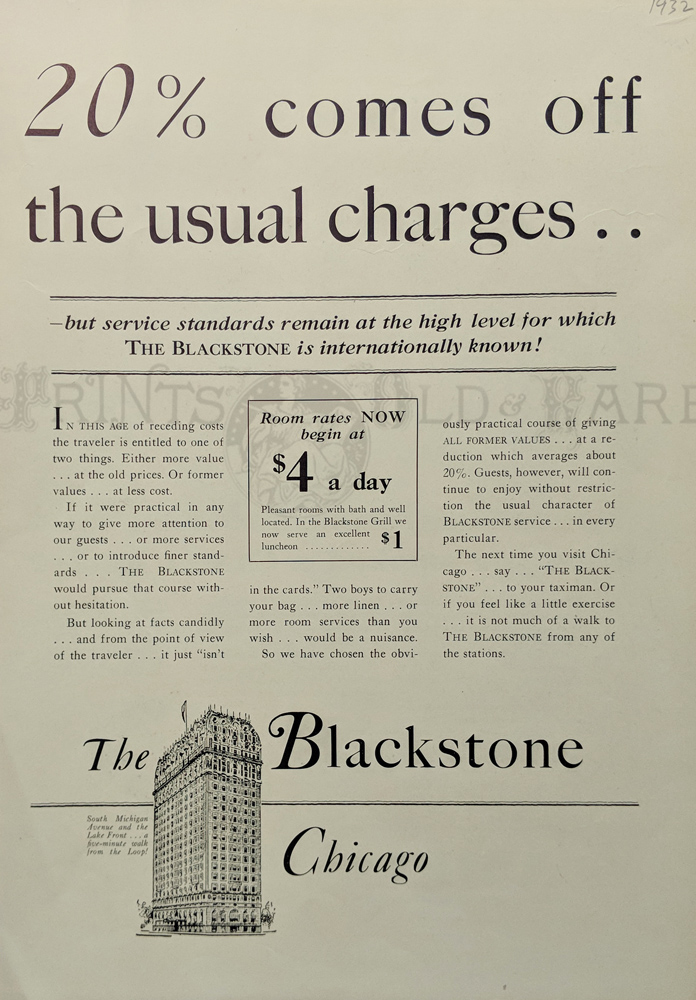 1932
20% comes off
the usual charges . .
—but service standards remain at the high level for which
THE BLACKSTONE is internationally known!
PRINTS OLD & RARE
IN THIS AGE of receding costs
the traveler is entitled to one of
two things. Either more value
. . . at the old prices. Or former
values . . . at less cost.
If it were practical in any
way to give more attention to
our guests . . . or more services
. . . or to introduce finer stand-
ards . . . THE BLACKSTONE
would pursue that course with-
out hesitation.
But looking at facts candidly
. . . and from the point of view
of the traveler . . . it just "isn't
Room rates NOW
begin at
$4 a day
Pleasant rooms with bath and well
located. In the Blackstone Grill we
now serve an excellent
luncheon . . . . . . . . . . . . $1
in the cards." Two boys to carry
your bag . . . more linen . . . or
more room services than you
wish . . . would be a nuisance.
So we have chosen the obvi-
ously practical course of giving
ALL FORMER VALUES . . . at a re-
duction which averages about
20%. Guests, however, will con-
tinue to enjoy without restric-
tion the usual character of
BLACKSTONE service . . . in every
particular.
The next time you visit Chi-
cago . . . say . . . "THE BLACK-
STONE" . . . to your taximan. Or
if you feel like a little exercise
. . . it is not much of a walk to
THE BLACKSTONE from any of
the stations.
The Blackstone
South Michigan
Avenue and the
Lake Front . . . a
five-minute walk
from the Loop!
Chicago